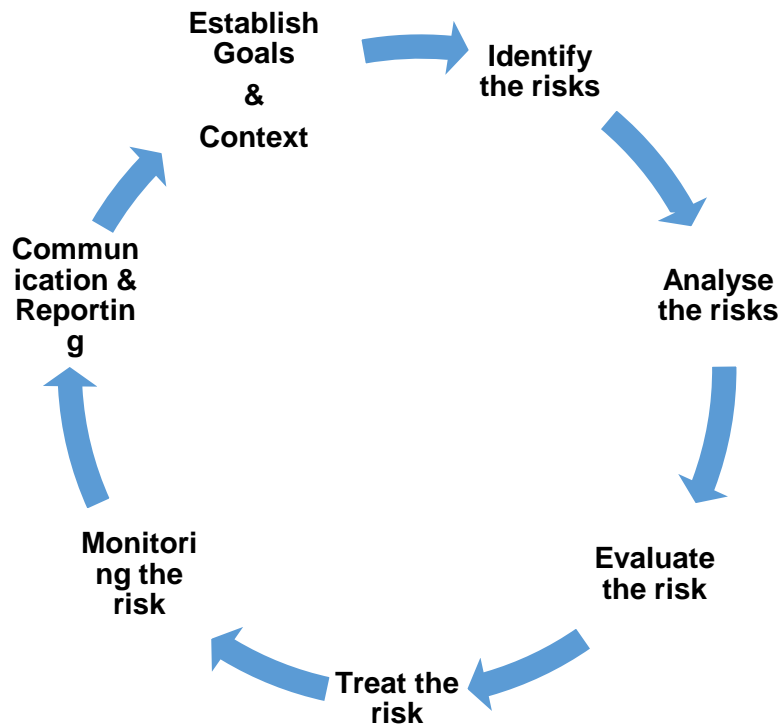 Establish
Goals
&
Context
Identify
the risks
Analyse
the risks
Evaluate
the risk
Treat the
risk
Monitori
ng the
risk
Commun
ication &
Reportin
g